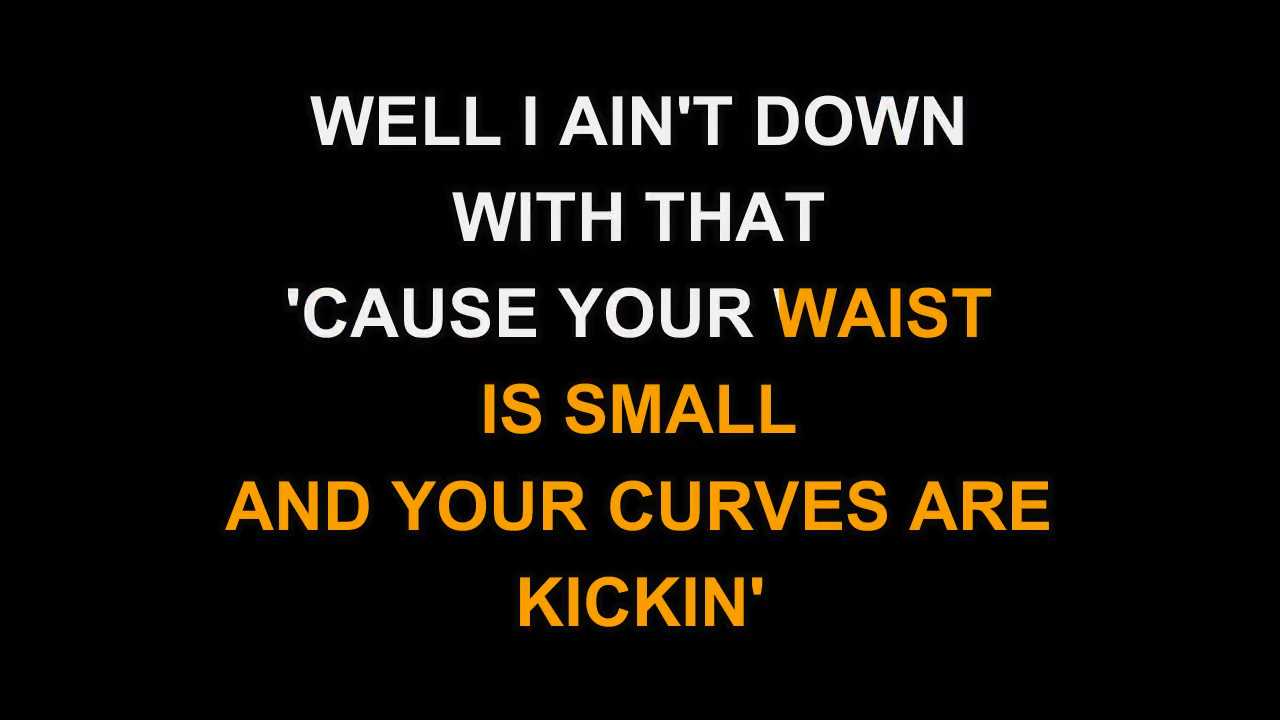 WELL I AIN'T DOWN
WITH THAT
'CAUSE YOUR WAIST
IS SMALL
AND YOUR CURVES ARE
KICKIN'